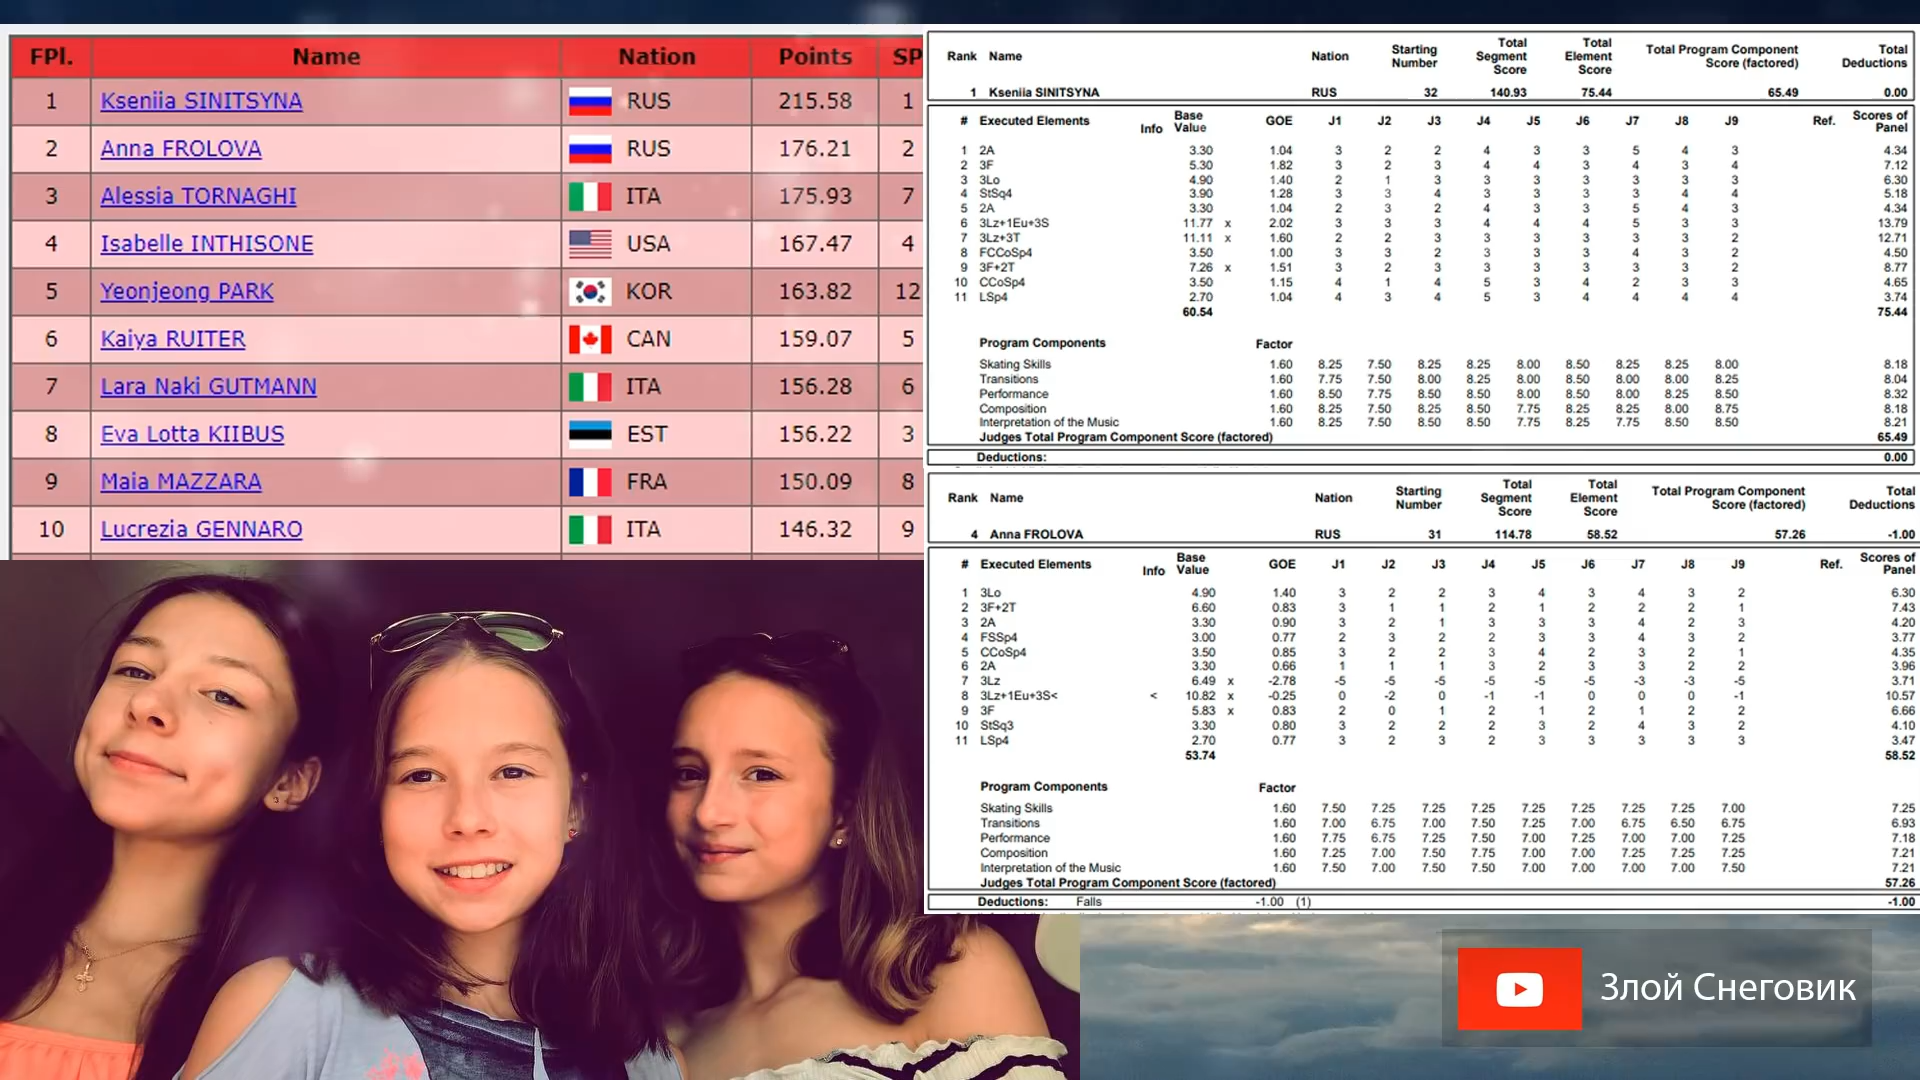 FPl. Name Nation Points SP
1 Kseniia SINITSYNA RUS 215.58 1
2 Anna FROLOVA RUS 176.21 2
3 Alessia TORNAGHI ITA 175.93 7
4 Isabelle INTHISONE USA 167.47 4
5 Yeonjeong PARK KOR 163.82 12
6 Kaiya RUITER CAN 159.07 5
7 Lara Naki GUTMANN ITA 156.28 6
8 Eva Lotta KIIBUS EST 156.22 3
9 Maia MAZZARA FRA 150.09 8
10 Lucrezia GENNARO ITA 146.32 9
Rank Name Nation Starting Number Total Segment Score Total Element Score Total Program Component Score (factored) Total Deductions
1 Kseniia SINITSYNA RUS 32 140.93 75.44 65.49 0.00
# Executed Elements Info Base Value GOE J1 J2 J3 J4 J5 J6 J7 J8 J9 Ref. Scores of Panel
1 2A 3.30 1.04 3 2 2 4 3 3 5 4 3 4.34
2 3F 5.30 1.82 3 3 3 4 4 3 4 3 4 7.12
3 3Lo 4.90 1.40 2 1 3 3 3 3 3 3 3 6.30
4 StSq4 3.90 1.28 3 3 4 3 3 3 3 4 4 5.18
5 2A 3.30 1.04 2 3 2 4 3 3 5 4 3 4.34
6 3Lz+1Eu+3S 11.77 x 2.02 3 3 3 4 4 4 5 3 3 13.79
7 3Lz+3T 11.11 x 1.60 2 2 3 3 3 3 3 3 2 12.71
8 FCCoSp4 3.50 1.00 3 3 2 3 3 3 4 3 2 4.50
9 3F+2T 7.26 x 1.51 3 2 3 3 3 3 3 3 2 8.77
10 CCoSp4 3.50 1.15 4 1 4 5 3 4 2 3 3 4.65
11 LSp4 2.70 1.04 4 3 4 5 3 4 4 4 4 3.74
60.54 75.44
Program Components Factor
Skating Skills 1.60 8.25 7.50 8.25 8.25 8.00 8.50 8.25 8.25 8.00 8.18
Transitions 1.60 7.75 7.50 8.00 8.25 8.00 8.50 8.00 8.00 8.25 8.04
Performance 1.60 8.50 7.75 8.50 8.50 8.00 8.50 8.00 8.25 8.50 8.32
Composition 1.60 8.25 7.50 8.25 8.50 7.75 8.25 8.25 8.00 8.75 8.18
Interpretation of the Music 1.60 8.25 7.50 8.50 8.50 7.75 8.25 7.75 8.50 8.50 8.21
Judges Total Program Component Score (factored) 65.49
Deductions: 0.00
Rank Name Nation Starting Number Total Segment Score Total Element Score Total Program Component Score (factored) Total Deductions
4 Anna FROLOVA RUS 31 114.78 58.52 57.26 -1.00
# Executed Elements Info Base Value GOE J1 J2 J3 J4 J5 J6 J7 J8 J9 Ref. Scores of Panel
1 3Lo 4.90 1.40 3 2 2 3 4 3 4 3 2 6.30
2 3F+2T 6.60 0.83 3 1 1 2 1 2 2 2 1 7.43
3 2A 3.30 0.90 3 2 1 3 3 3 4 2 3 4.20
4 FSSp4 3.00 0.77 2 3 2 2 3 3 4 3 2 3.77
5 CCoSp4 3.50 0.85 3 2 2 3 4 2 3 2 1 4.35
6 2A 3.30 0.66 1 1 1 3 2 3 3 2 2 3.96
7 3Lz 6.49 x -2.78 -5 -5 -5 -5 -5 -5 -3 -3 -5 3.71
8 3Lz+1Eu+3S< < 10.82 x -0.25 0 -2 0 -1 -1 0 0 0 -1 10.57
9 3F 5.83 x 0.83 2 0 1 2 1 2 1 2 2 6.66
10 StSq3 3.30 0.80 3 2 2 2 3 2 4 3 2 4.10
11 LSp4 2.70 0.77 3 2 3 2 3 3 3 3 3 3.47
53.74 58.52
Program Components Factor
Skating Skills 1.60 7.50 7.25 7.25 7.25 7.25 7.25 7.25 7.25 7.00 7.25
Transitions 1.60 7.00 6.75 7.00 7.50 7.25 7.00 6.75 6.50 6.75 6.93
Performance 1.60 7.75 6.75 7.25 7.50 7.00 7.25 7.00 7.00 7.25 7.18
Composition 1.60 7.25 7.00 7.50 7.75 7.00 7.00 7.25 7.25 7.25 7.21
Interpretation of the Music 1.60 7.50 7.00 7.50 7.50 7.00 7.00 7.00 7.00 7.50 7.21
Judges Total Program Component Score (factored) 57.26
Deductions: Falls -1.00 (1) -1.00
Злой Снеговик